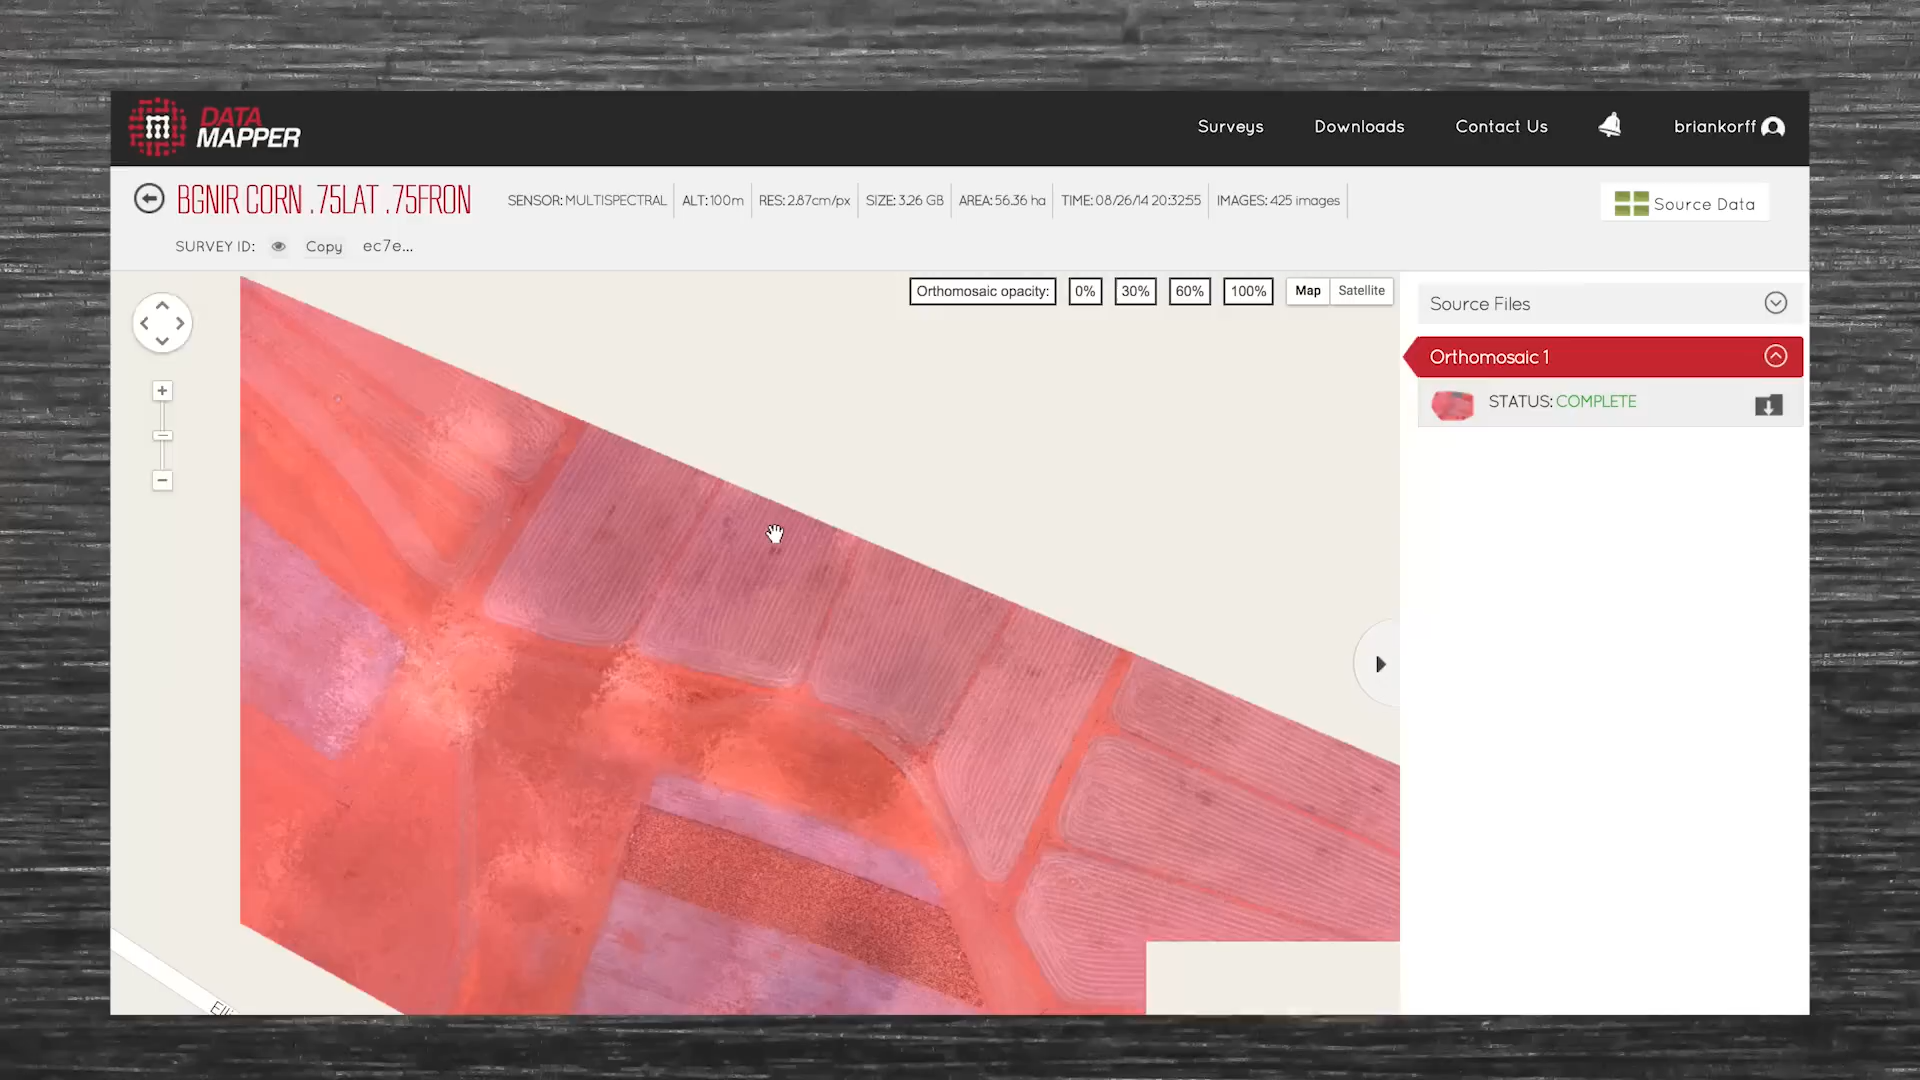 DATA
MAPPER
Surveys
Downloads
Contact Us
briankorff
BGNIR CORN .75LAT .75FRON
SENSOR: MULTISPECTRAL
ALT: 100m
RES: 2.87cm/px
SIZE: 3.26 GB
AREA: 56.36 ha
TIME: 08/26/14 20:32:55
IMAGES: 425 images
Source Data
SURVEY ID:
Copy
ec7e...
Orthomosaic opacity:
0%
30%
60%
100%
Map
Satellite
Source Files
Orthomosaic 1
STATUS: COMPLETE